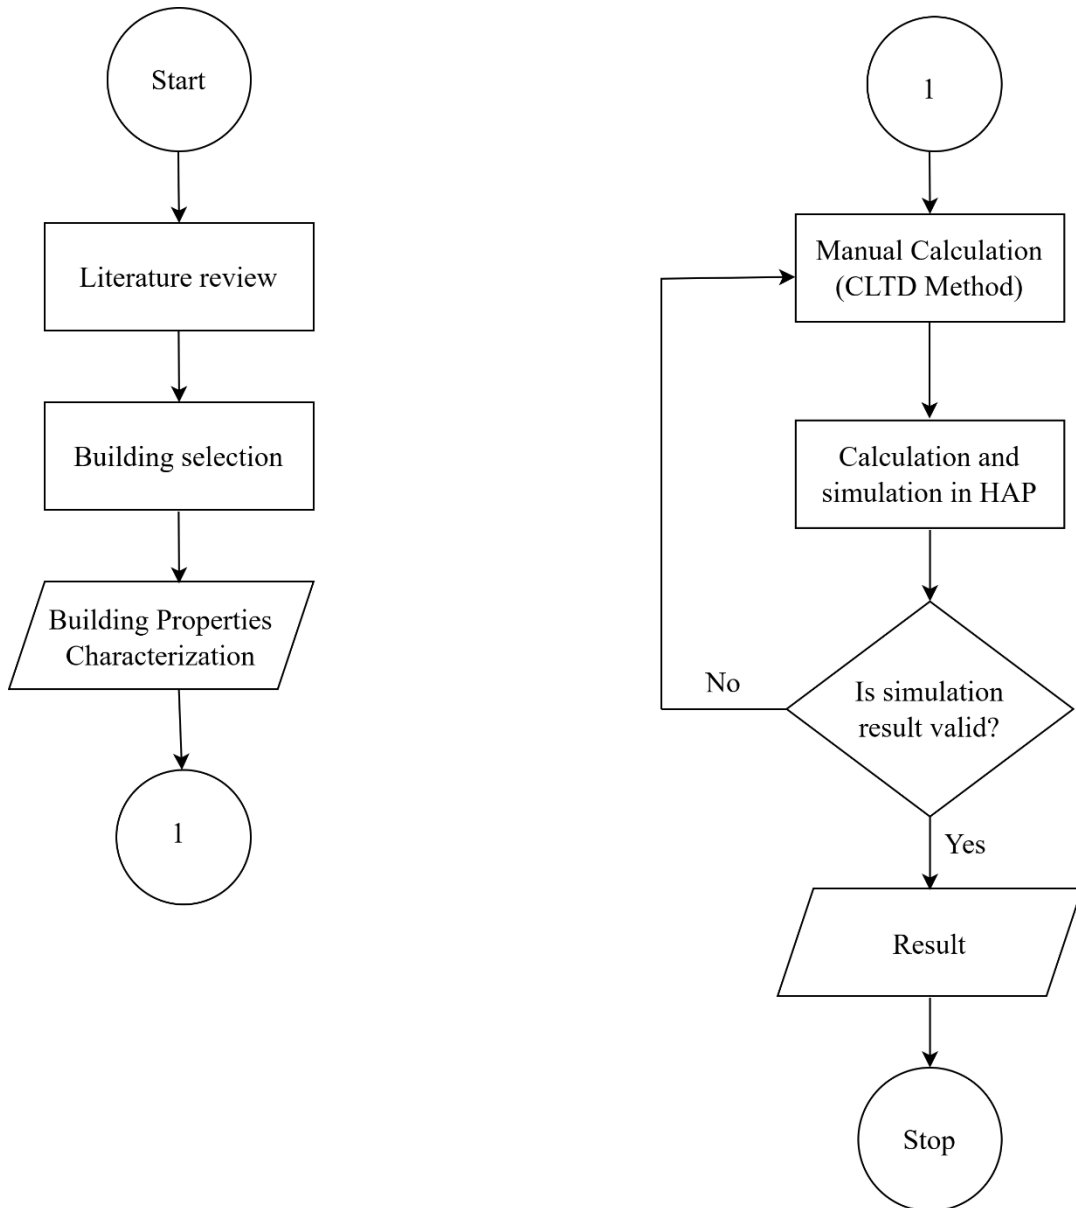 Start
Literature review
Building selection
Building Properties
Characterization
1
1
Manual Calculation
(CLTD Method)
Calculation and
simulation in HAP
Is simulation
result valid?
No
Yes
Result
Stop